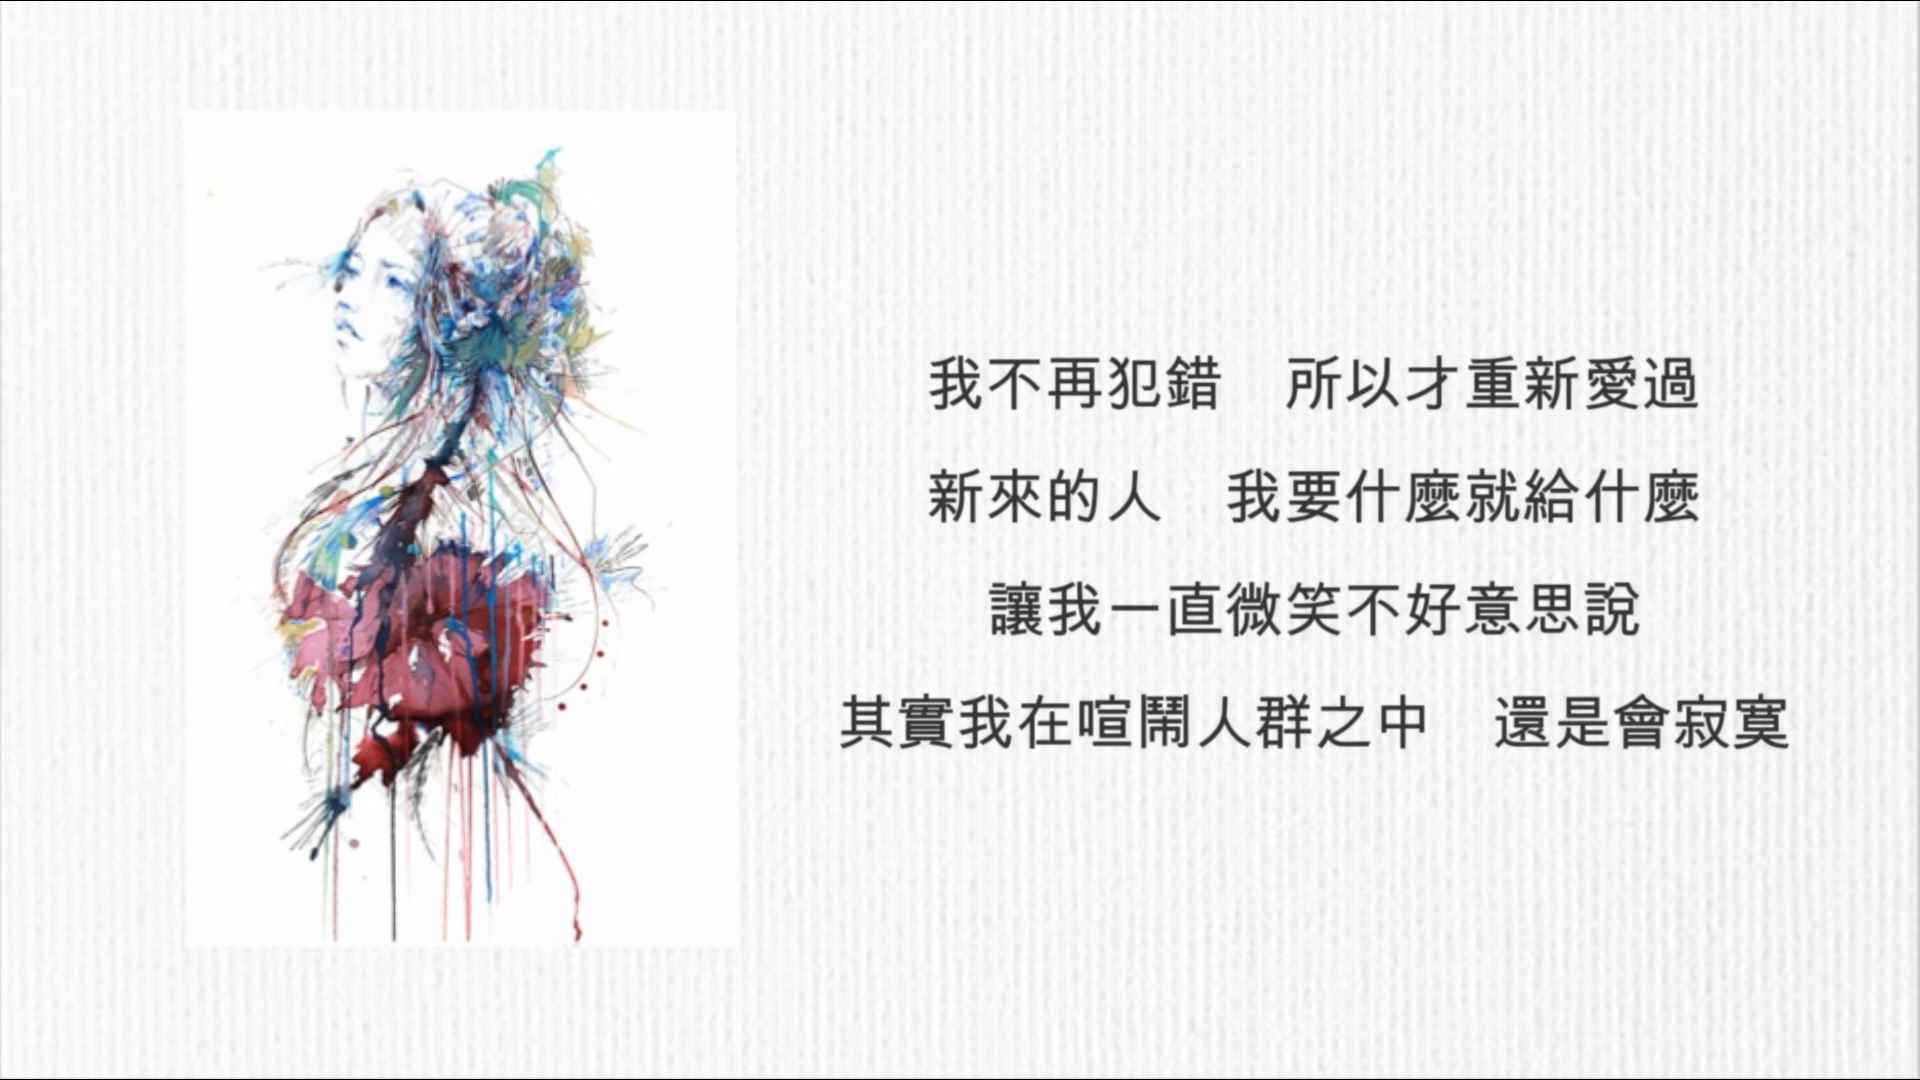 我不再犯錯　所以才重新愛過
新來的人　我要什麼就給什麼
讓我一直微笑不好意思說
其實我在喧鬧人群之中　還是會寂寞